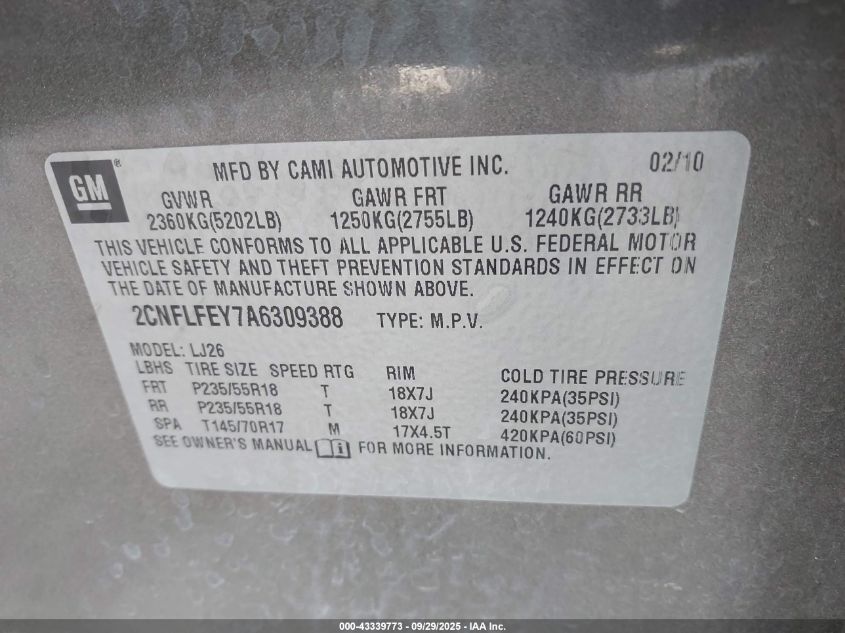 GM ® MFD BY CAMI AUTOMOTIVE INC. 02/10
GVWR GAWR FRT GAWR RR
2360KG(5202LB) 1250KG(2755LB) 1240KG(2733LB)
THIS VEHICLE CONFORMS TO ALL APPLICABLE U.S. FEDERAL MOTOR
VEHICLE SAFETY AND THEFT PREVENTION STANDARDS IN EFFECT ON
THE DATE OF MANUFACTURE SHOWN ABOVE.
2CNFLFEY7A6309388 TYPE: M.P.V.
MODEL: LJ26
LBHS TIRE SIZE SPEED RTG RIM COLD TIRE PRESSURE
FRT P235/55R18 T 18X7J 240KPA(35PSI)
RR P235/55R18 T 18X7J 240KPA(35PSI)
SPA T145/70R17 M 17X4.5T 420KPA(60PSI)
SEE OWNER'S MANUAL i FOR MORE INFORMATION.
000-43339773 - 09/29/2025 - IAA Inc.